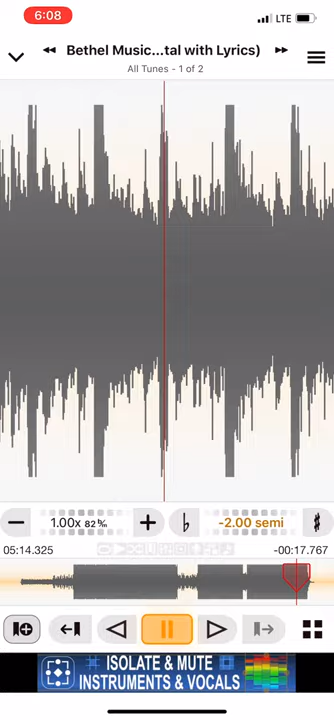 6:08
LTE
Bethel Music...tal with Lyrics)
All Tunes - 1 of 2
1.00x 82%
♭
-2.00 semi
♯
05:14.325
-00:17.767
ISOLATE & MUTE
INSTRUMENTS & VOCALS